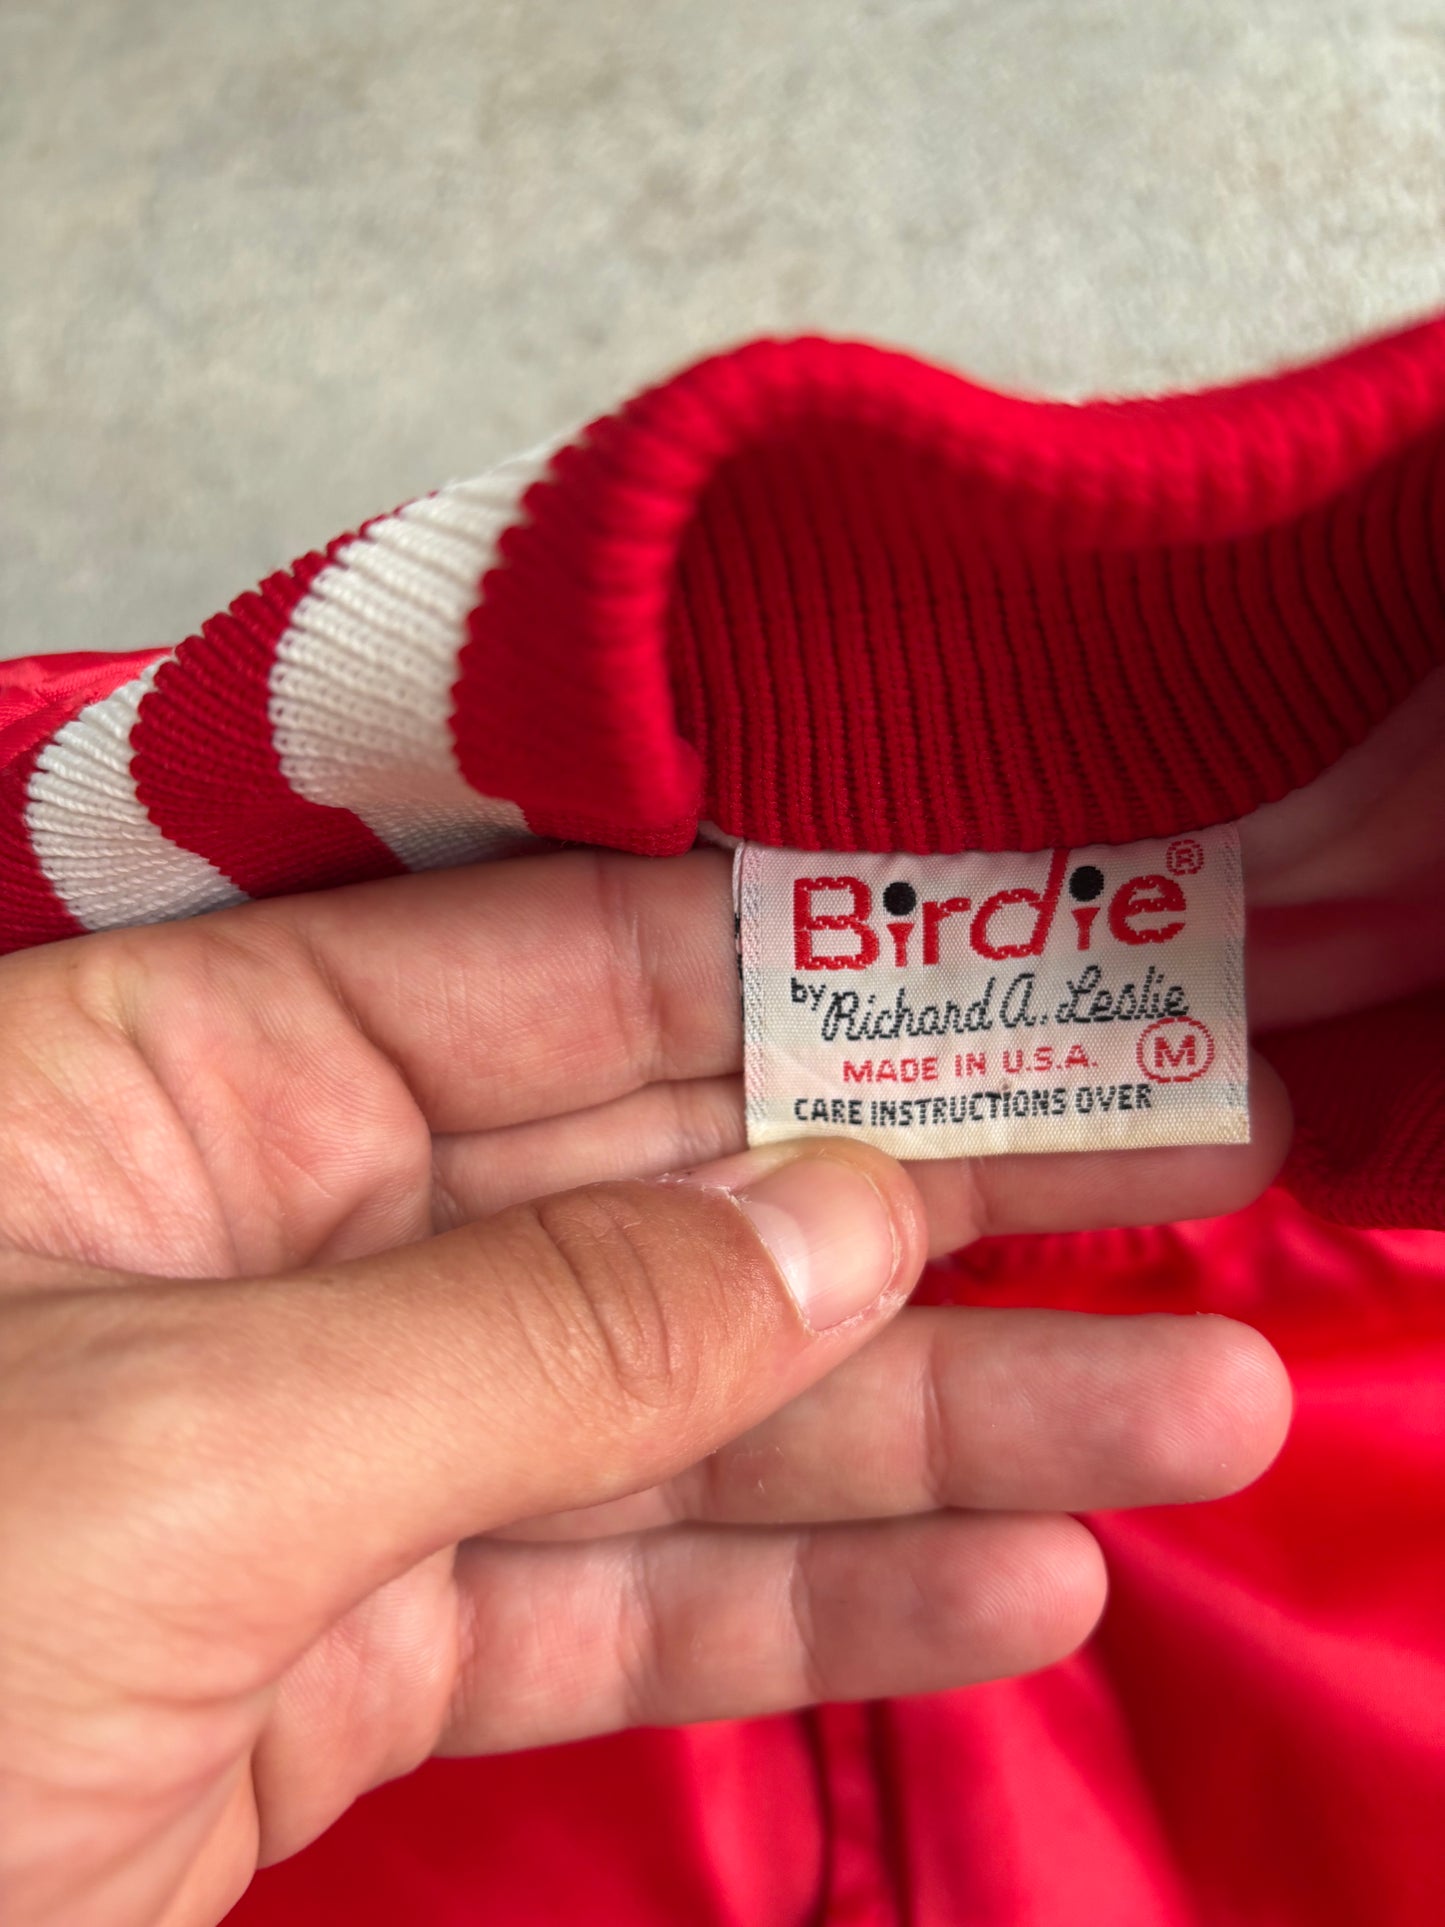 Birdie®
by Richard A. Leslie
MADE IN U.S.A. M
CARE INSTRUCTIONS OVER